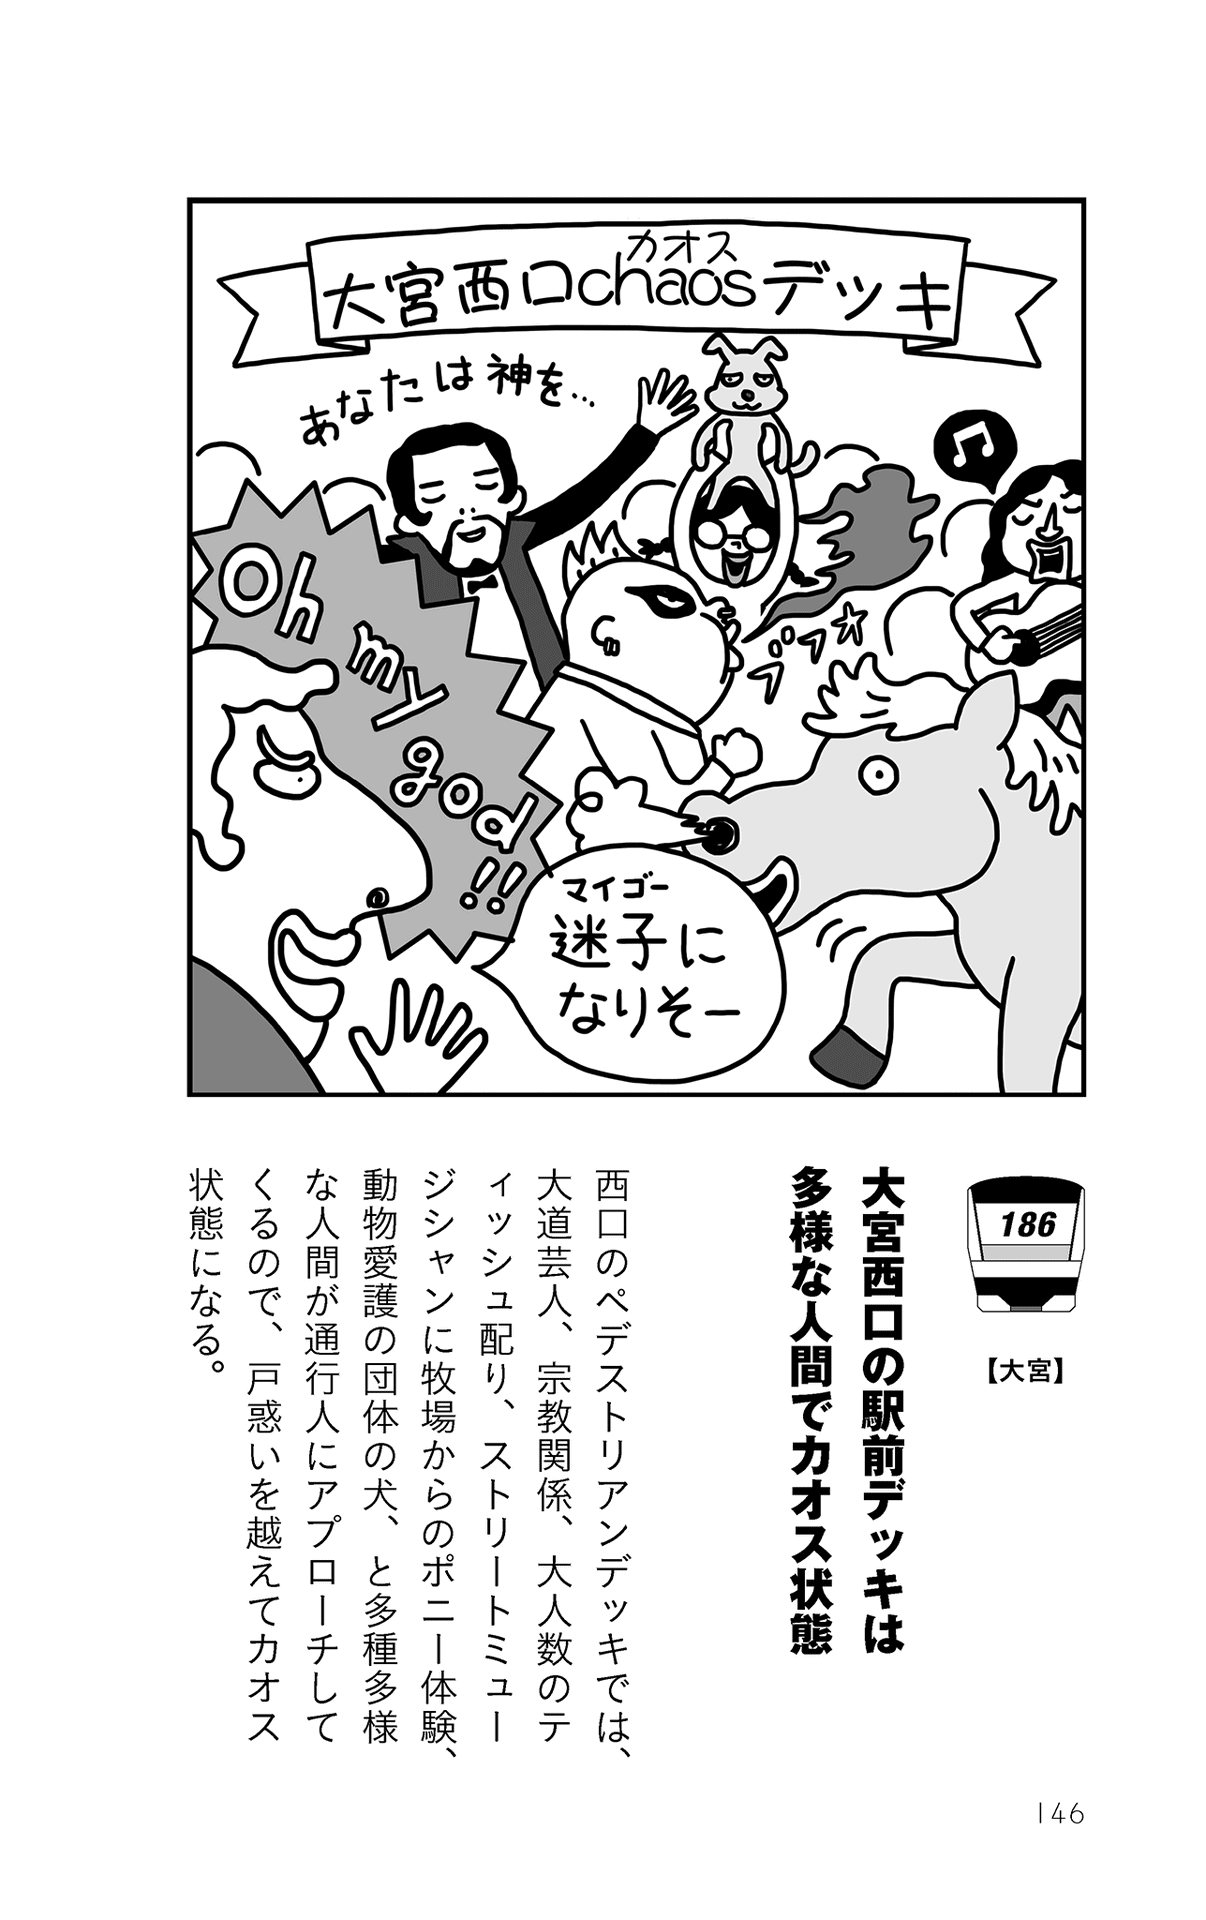 カオス
大宮西口chaosデッキ
あなたは神を…
♫
Oh
my
god!!
ブフッ☆
マイゴー
迷子に
なりそー
186
【大宮】
大宮西口の駅前デッキは
多様な人間でカオス状態
西口のペデストリアンデッキでは、
大道芸人、宗教関係、大人数のテ
ィッシュ配り、ストリートミュー
ジシャンに牧場からのポニー体験、
動物愛護の団体の犬、と多種多様
な人間が通行人にアプローチして
くるので、戸惑いを越えてカオス
状態になる。
146